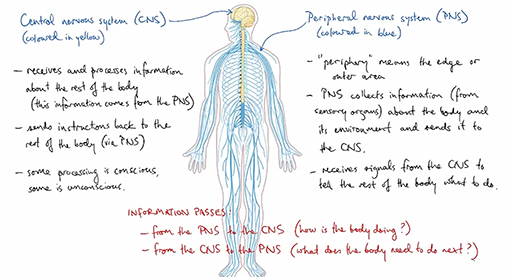 Central nervous system (CNS)
(coloured in yellow)
- receives and processes information
about the rest of the body
(this information comes from the PNS)
- sends instructions back to the
rest of the body (via PNS)
- some processing is conscious,
some is unconscious.
Peripheral nervous system (PNS)
(coloured in blue)
- "periphery" means the edge or
outer area
- PNS collects information (from
sensory organs) about the body and
its environment and sends it to
the CNS.
- receives signals from the CNS to
tell the rest of the body what to do.
INFORMATION PASSES:
- from the PNS to the CNS (how is the body doing?)
- from the CNS to the PNS (what does the body need to do next?)